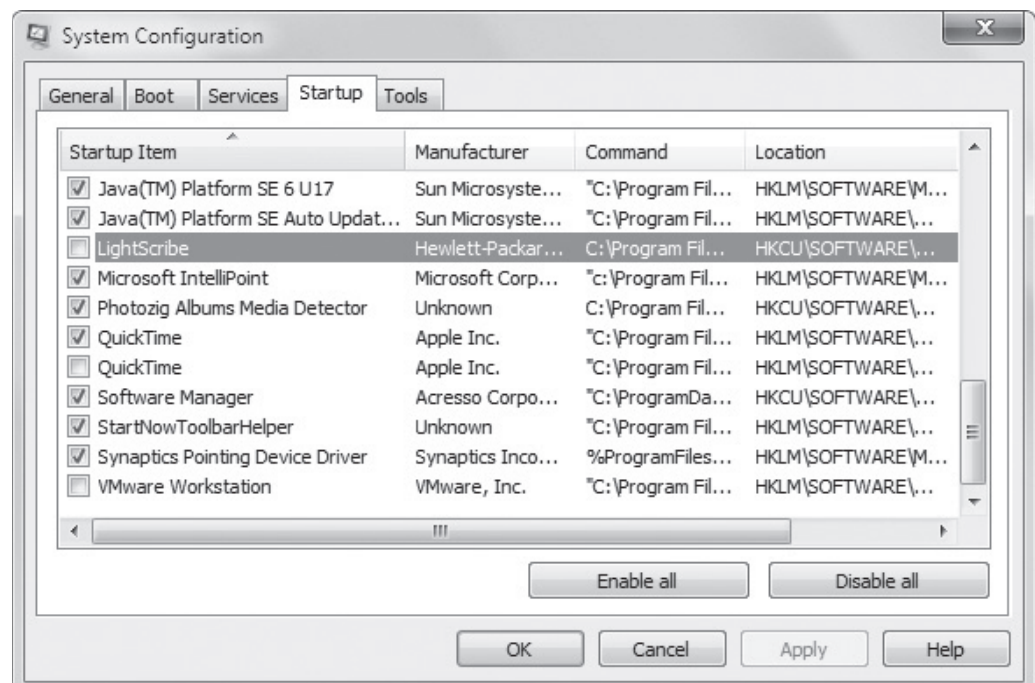 System Configuration
General Boot Services Startup Tools
Startup Item Manufacturer Command Location
Java(TM) Platform SE 6 U17 Sun Microsyste... "C:\Program Fil... HKLM\SOFTWARE\M...
Java(TM) Platform SE Auto Updat... Sun Microsyste... "C:\Program Fil... HKLM\SOFTWARE\...
LightScribe Hewlett-Packar... C:\Program Fil... HKCU\SOFTWARE\...
Microsoft IntelliPoint Microsoft Corp... "c:\Program Fil... HKLM\SOFTWARE\M...
Photozig Albums Media Detector Unknown C:\Program Fil... HKCU\SOFTWARE\...
QuickTime Apple Inc. "C:\Program Fil... HKLM\SOFTWARE\...
QuickTime Apple Inc. "C:\Program Fil... HKLM\SOFTWARE\...
Software Manager Acresso Corpo... "C:\ProgramDa... HKCU\SOFTWARE\...
StartNowToolbarHelper Unknown "C:\Program Fil... HKLM\SOFTWARE\...
Synaptics Pointing Device Driver Synaptics Inco... %ProgramFiles... HKLM\SOFTWARE\M...
VMware Workstation VMware, Inc. "C:\Program Fil... HKLM\SOFTWARE\...
Enable all Disable all
OK Cancel Apply Help